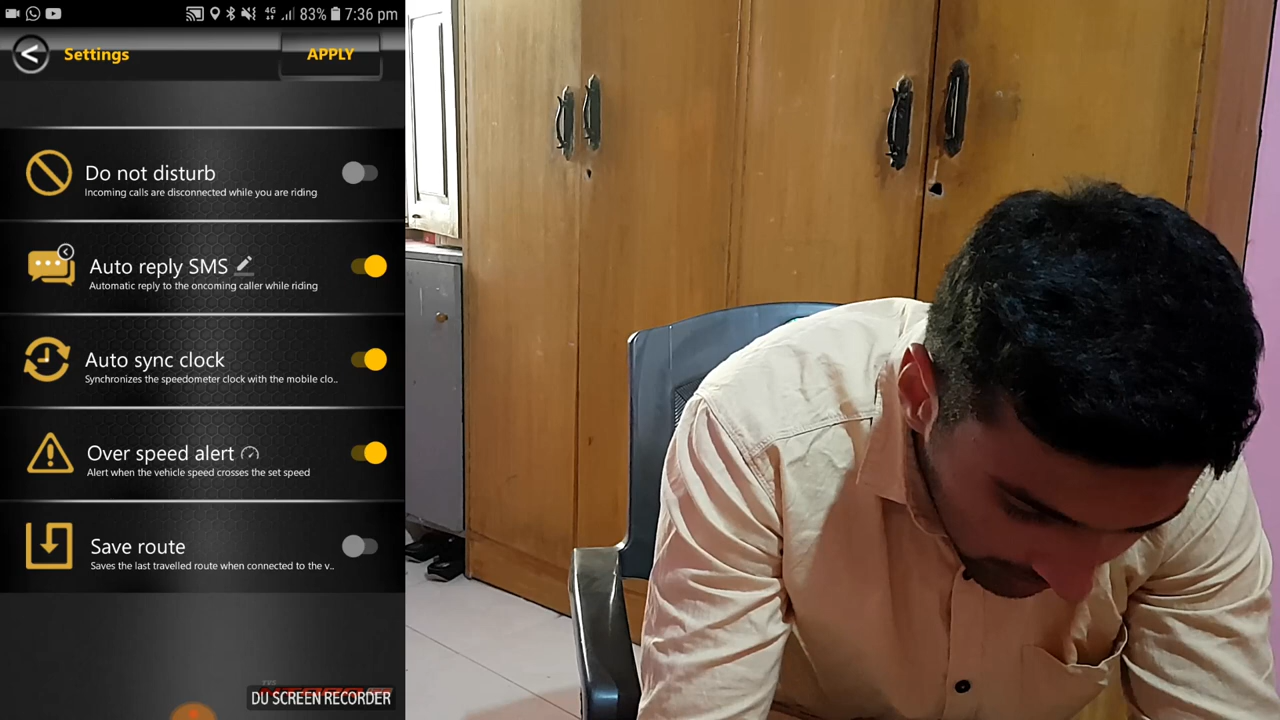 4G 83% 7:36 pm
Settings
APPLY
Do not disturb
Incoming calls are disconnected while you are riding
Auto reply SMS
Automatic reply to the oncoming caller while riding
Auto sync clock
Synchronizes the speedometer clock with the mobile clo..
Over speed alert
Alert when the vehicle speed crosses the set speed
Save route
Saves the last travelled route when connected to the v..
TVS
DU SCREEN RECORDER